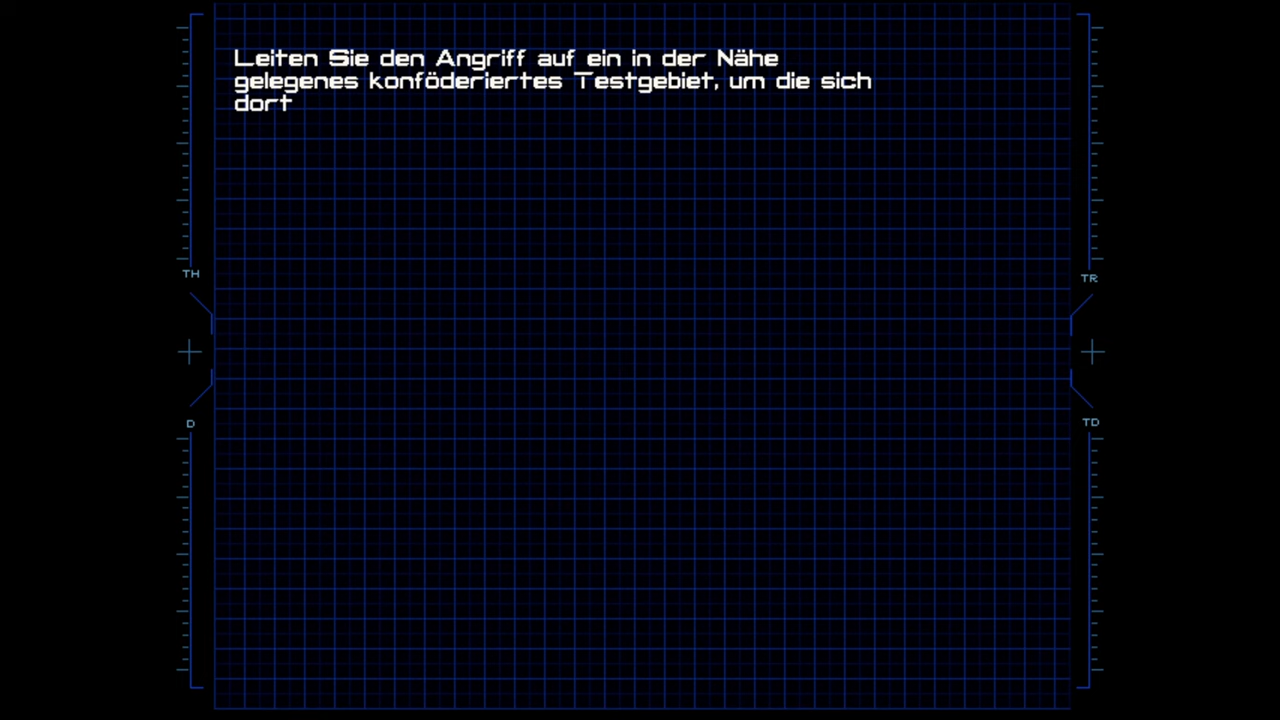 Leiten Sie den Angriff auf ein in der Nähe
gelegenes konföderiertes Testgebiet, um die sich
dort
TH
TR
D
TD